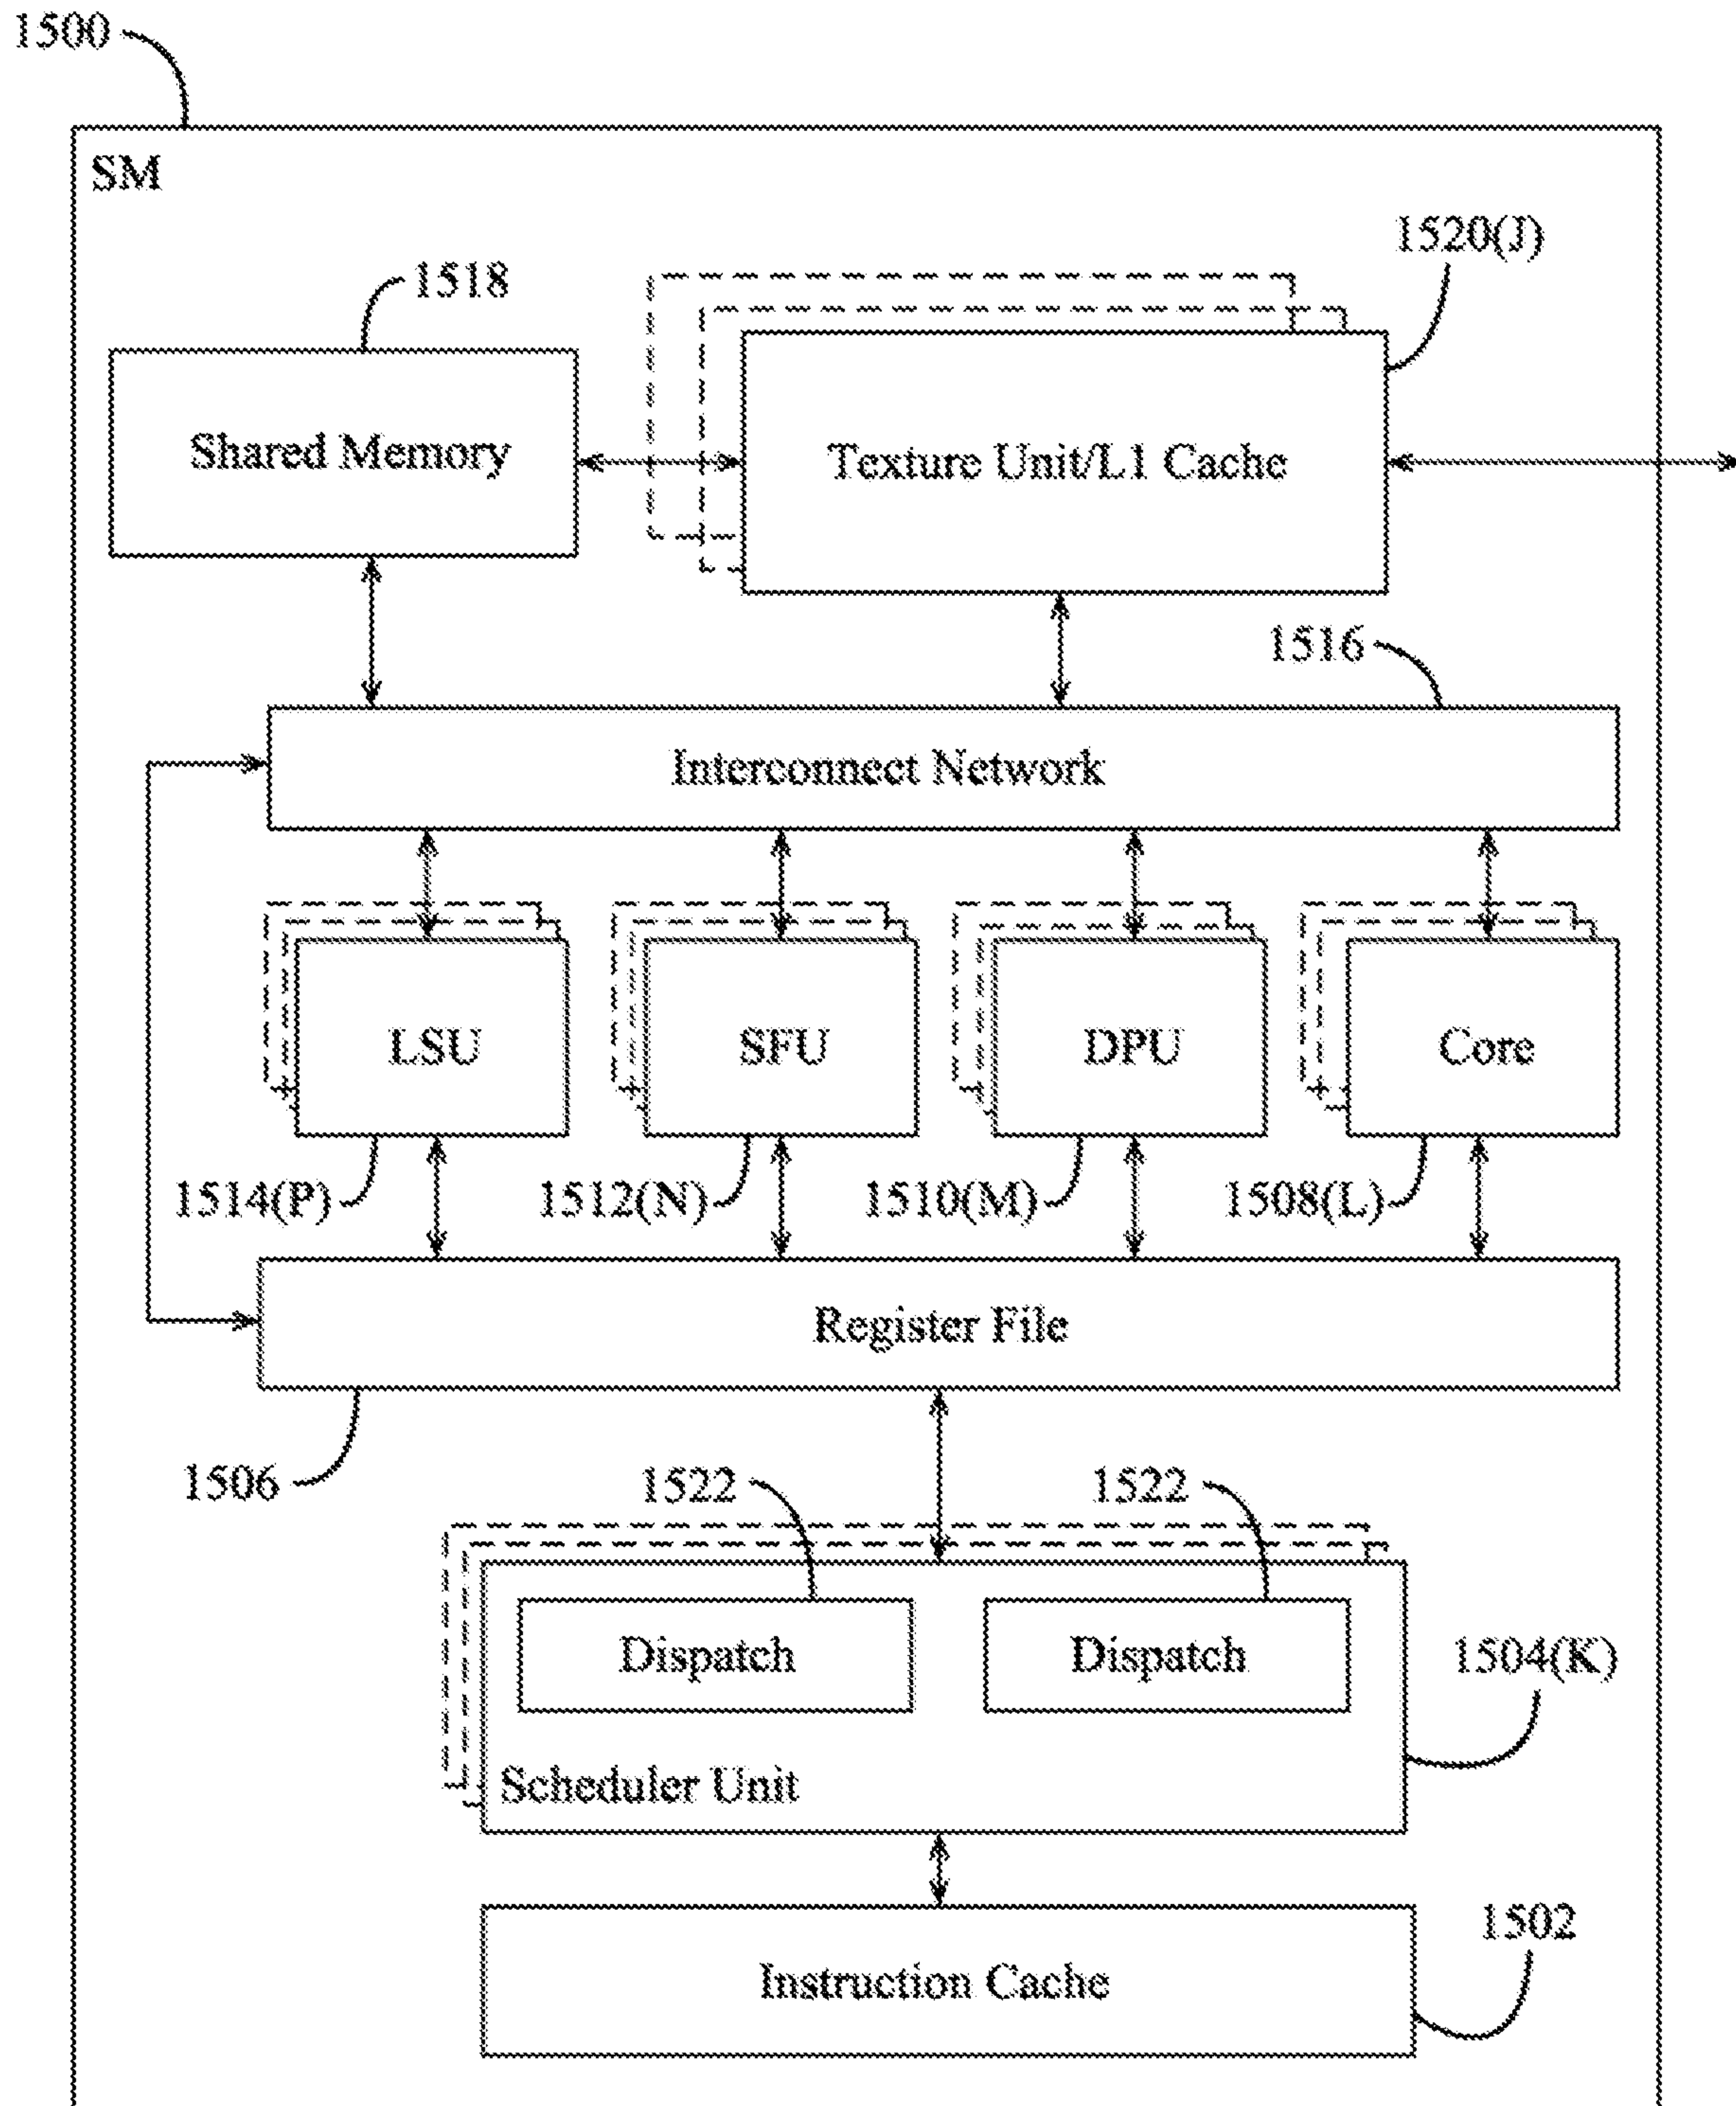 1500
SM
1520(J)
1518
Shared Memory
Texture Unit/L1 Cache
1516
Interconnect Network
LSU
SFU
DPU
Core
1514(P)
1512(N)
1510(M)
1508(L)
Register File
1506
1522
1522
Dispatch
Dispatch
1504(K)
Scheduler Unit
1502
Instruction Cache